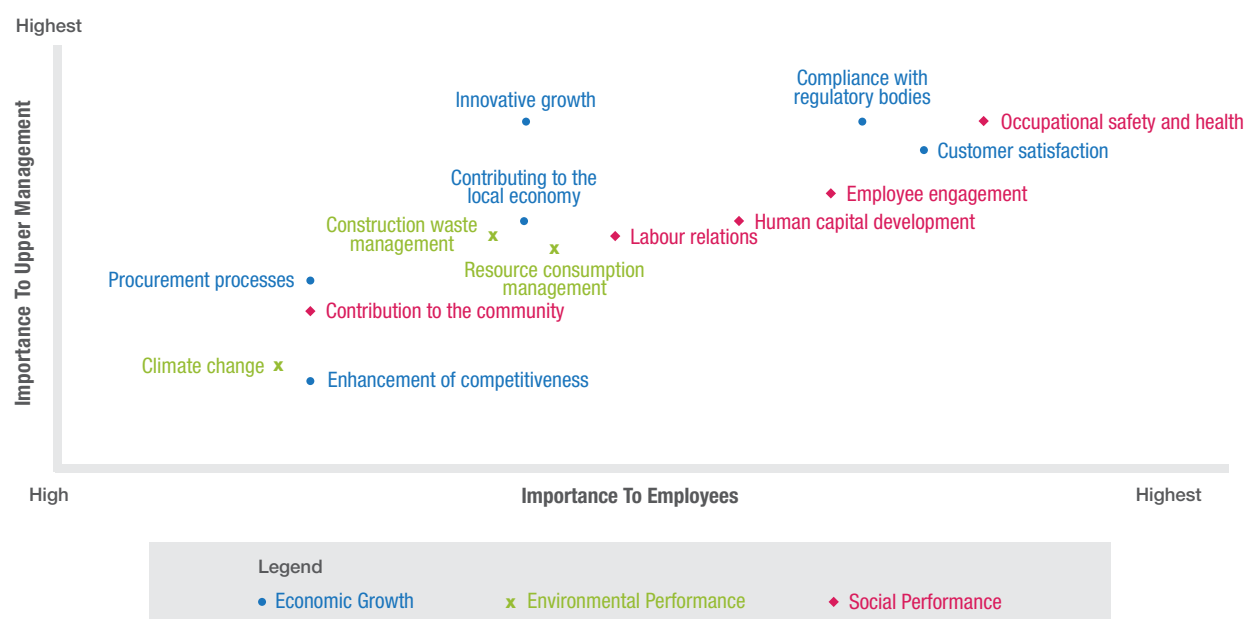 Highest
Importance To Upper Management
Compliance with
regulatory bodies
Innovative growth
Occupational safety and health
Customer satisfaction
Contributing to the
local economy
Employee engagement
Human capital development
Construction waste
management
x
Labour relations
x
Resource consumption
management
Procurement processes
Contribution to the community
Climate change x
Enhancement of competitiveness
High
Importance To Employees
Highest
Legend
Economic Growth
x Environmental Performance
Social Performance